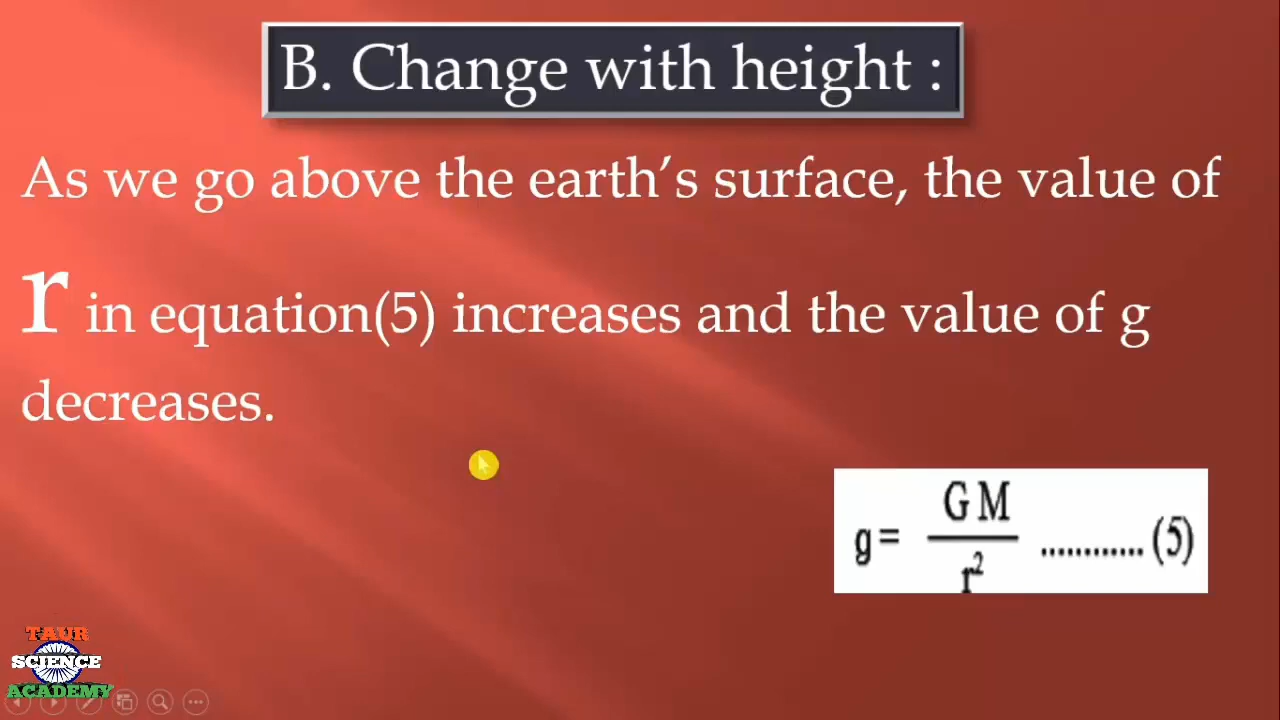 B. Change with height :
As we go above the earth’s surface, the value of
r in equation(5) increases and the value of g
decreases.
g = GM / r² ............ (5)
TAUR
SCIENCE
ACADEMY